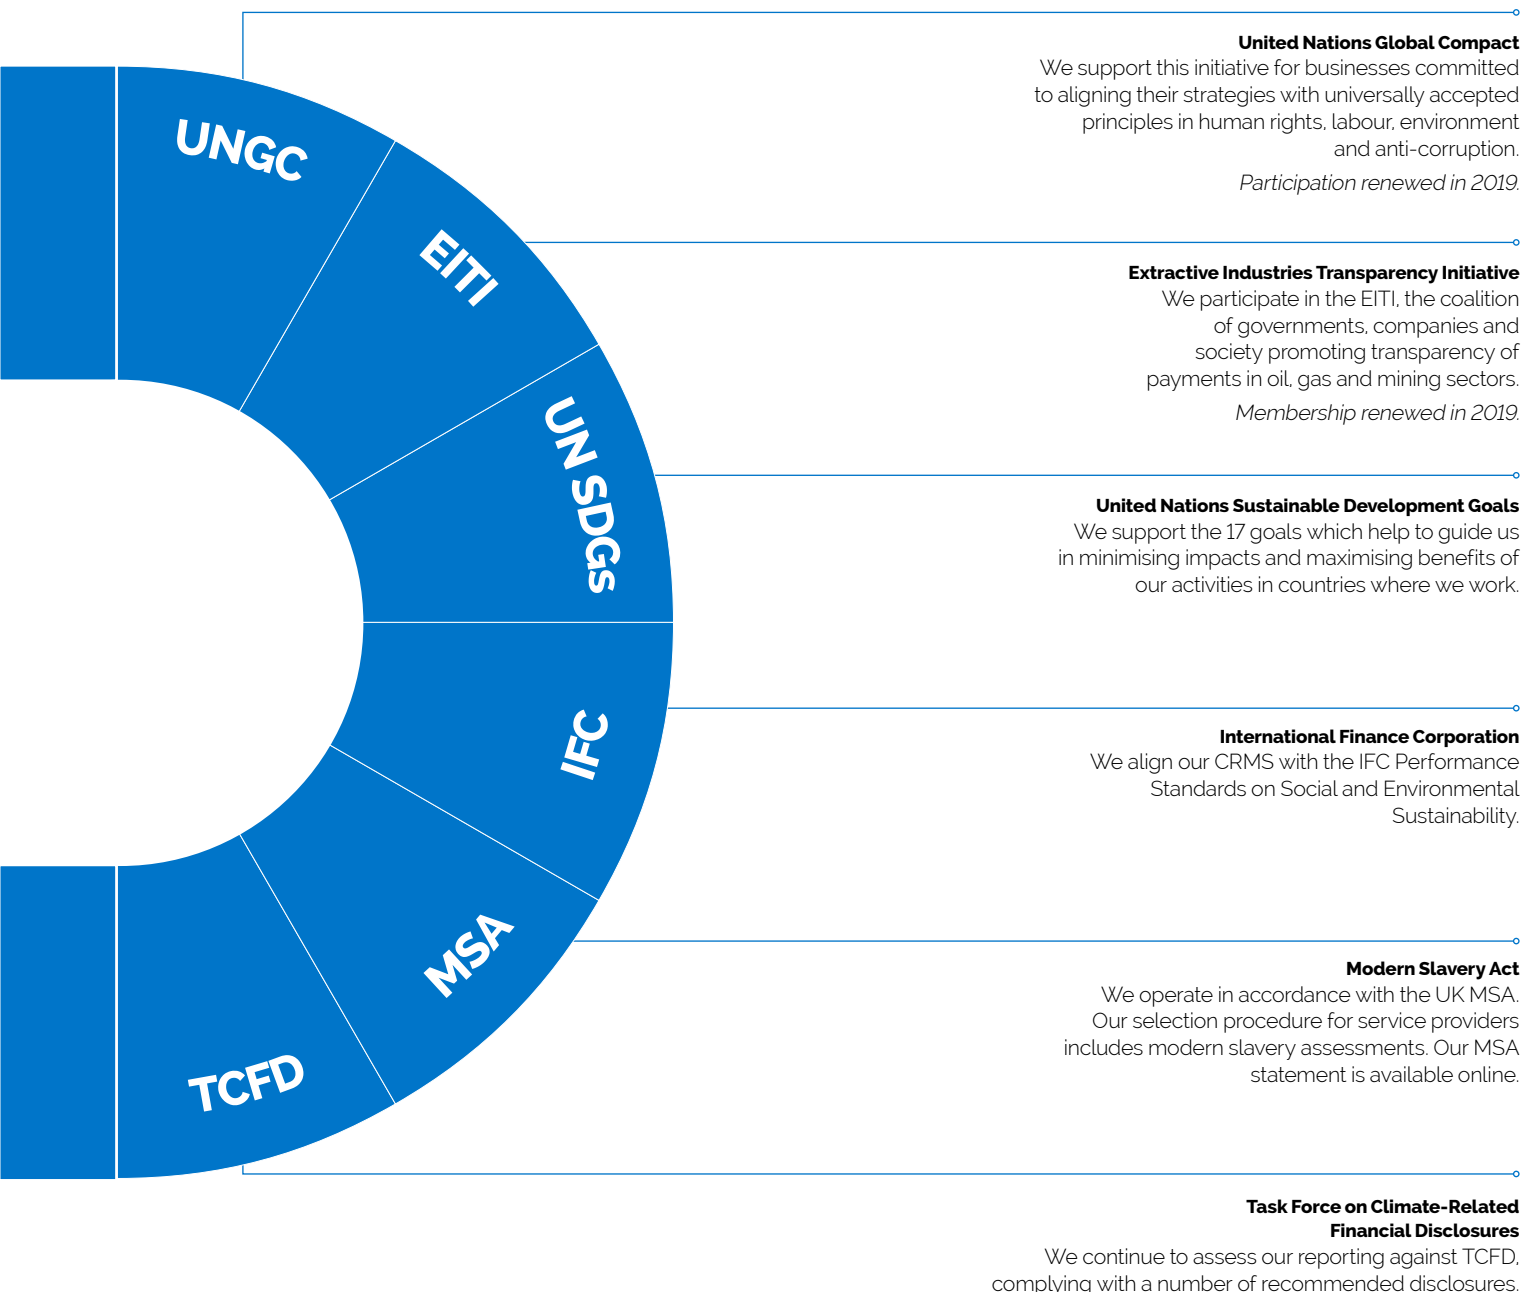 United Nations Global Compact
We support this initiative for businesses committed
to aligning their strategies with universally accepted
principles in human rights, labour, environment
and anti-corruption.
Participation renewed in 2019.
UNGC
EITI
Extractive Industries Transparency Initiative
We participate in the EITI, the coalition
of governments, companies and
society promoting transparency of
payments in oil, gas and mining sectors.
Membership renewed in 2019.
UN SDGs
United Nations Sustainable Development Goals
We support the 17 goals which help to guide us
in minimising impacts and maximising benefits of
our activities in countries where we work.
IFC
International Finance Corporation
We align our CRMS with the IFC Performance
Standards on Social and Environmental
Sustainability.
MSA
Modern Slavery Act
We operate in accordance with the UK MSA.
Our selection procedure for service providers
includes modern slavery assessments. Our MSA
statement is available online.
TCFD
Task Force on Climate-Related
Financial Disclosures
We continue to assess our reporting against TCFD,
complying with a number of recommended disclosures.